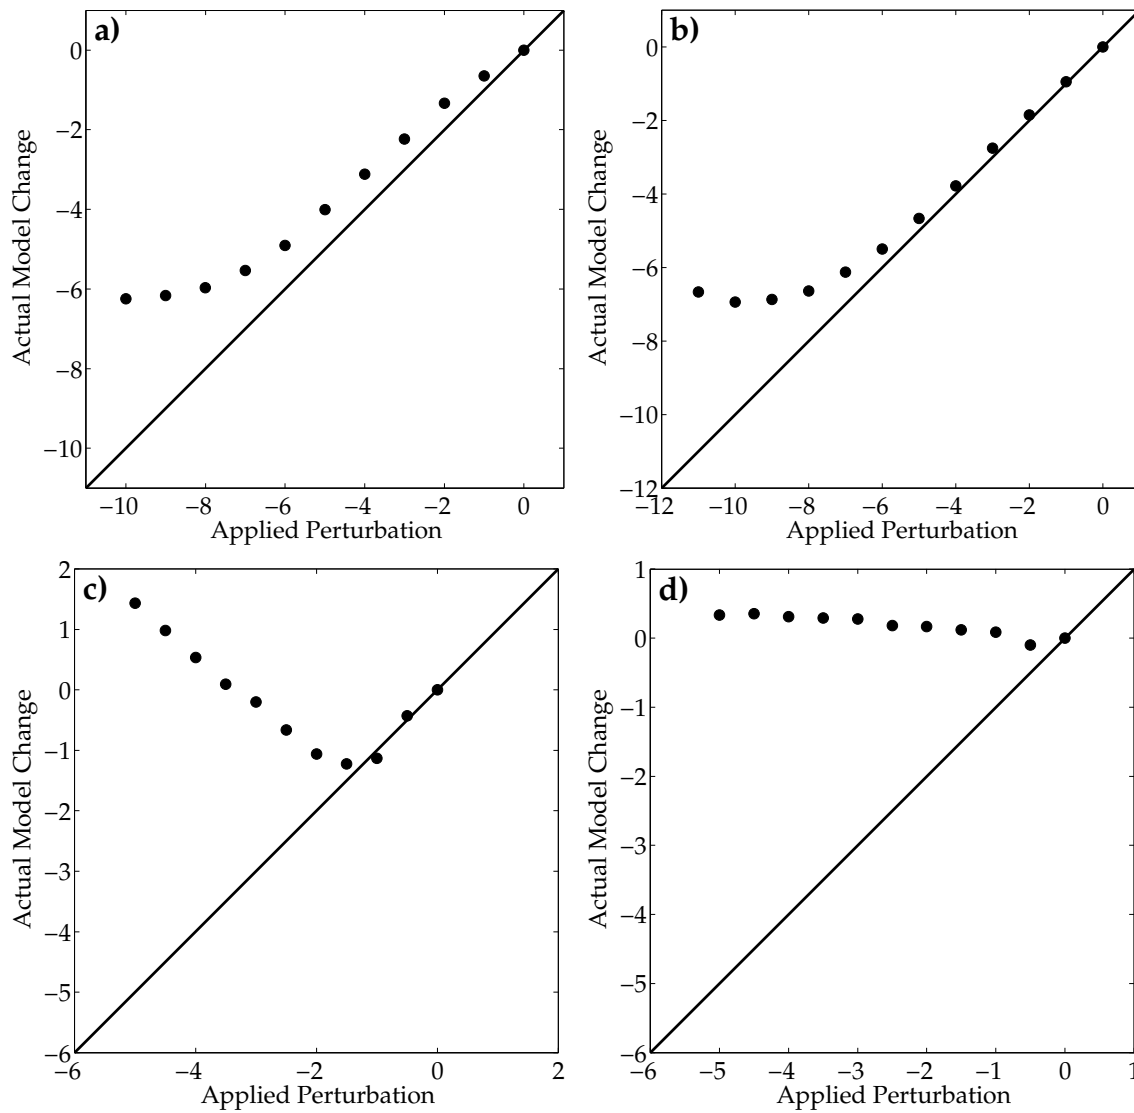 a)
0
−2
−4
−6
−8
−10
Actual Model Change
−10 −8 −6 −4 −2 0
Applied Perturbation
b)
0
−2
−4
−6
−8
−10
−12
Actual Model Change
−12 −10 −8 −6 −4 −2 0
Applied Perturbation
c)
2
1
0
−1
−2
−3
−4
−5
−6
Actual Model Change
−6 −4 −2 0 2
Applied Perturbation
d)
1
0
−1
−2
−3
−4
−5
−6
Actual Model Change
−6 −5 −4 −3 −2 −1 0 1
Applied Perturbation